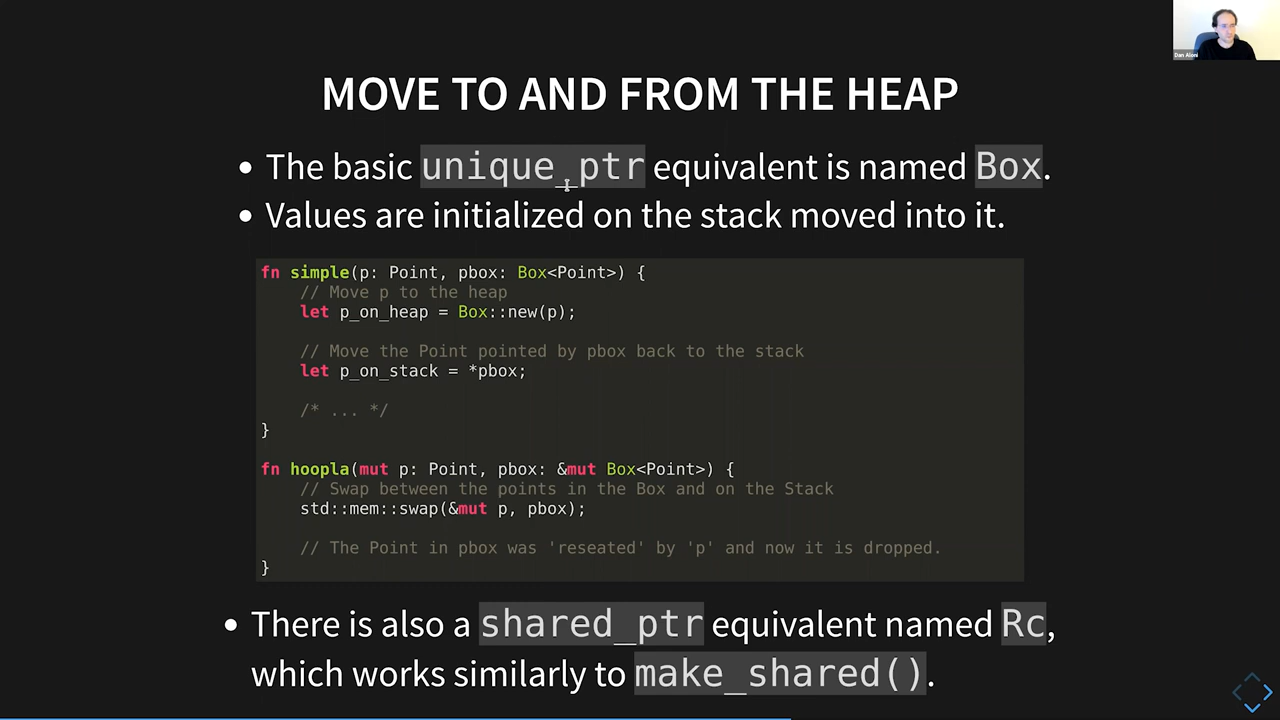 Dan Aloni
MOVE TO AND FROM THE HEAP
• The basic unique_ptr equivalent is named Box.
• Values are initialized on the stack moved into it.
fn simple(p: Point, pbox: Box<Point>) {
    // Move p to the heap
    let p_on_heap = Box::new(p);
    // Move the Point pointed by pbox back to the stack
    let p_on_stack = *pbox;
    /* ... */
}
fn hoopla(mut p: Point, pbox: &mut Box<Point>) {
    // Swap between the points in the Box and on the Stack
    std::mem::swap(&mut p, pbox);
    // The Point in pbox was 'reseated' by 'p' and now it is dropped.
}
• There is also a shared_ptr equivalent named Rc,
which works similarly to make_shared().